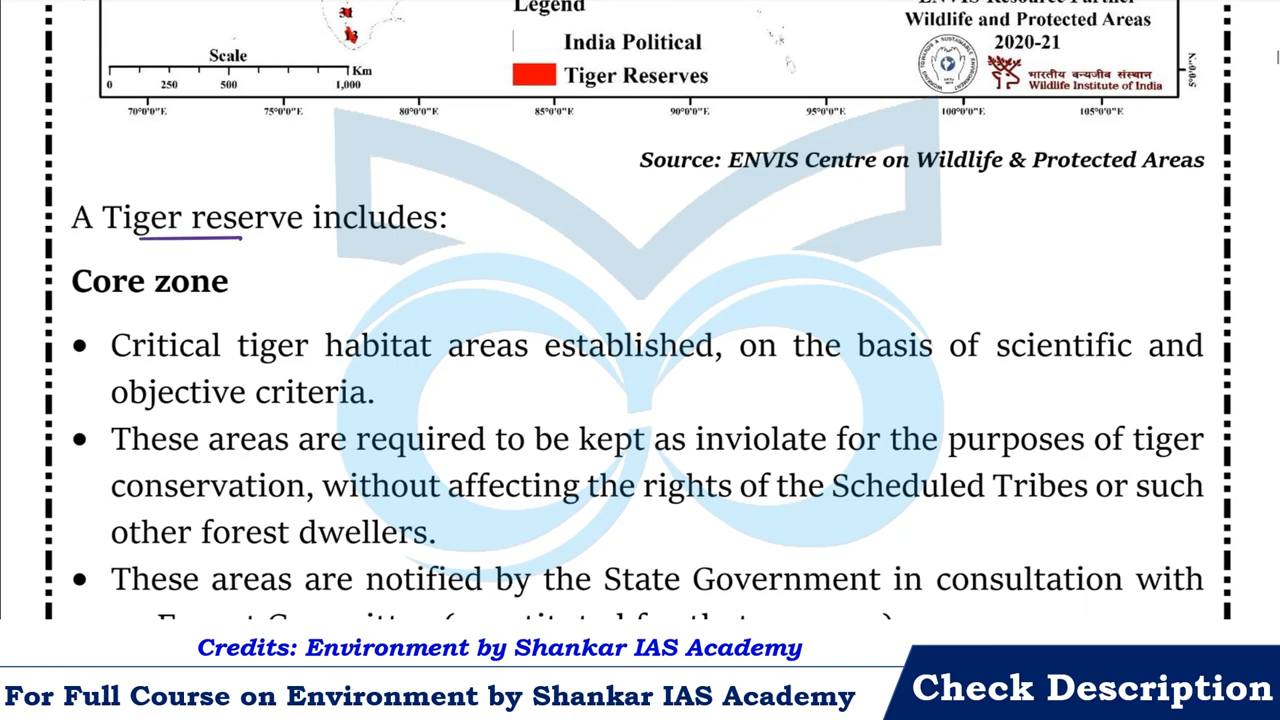 Legend
ENVIS Resource Partner
Wildlife and Protected Areas
2020-21
31
Scale
India Political
Km
Tiger Reserves
भारतीय वन्यजीव संस्थान
Wildlife Institute of India
0 250 500 1,000
70°0'0"E 75°0'0"E 80°0'0"E 85°0'0"E 90°0'0"E 95°0'0"E 100°0'0"E 105°0'0"E
Source: ENVIS Centre on Wildlife & Protected Areas
A Tiger reserve includes:
Core zone
• Critical tiger habitat areas established, on the basis of scientific and
objective criteria.
• These areas are required to be kept as inviolate for the purposes of tiger
conservation, without affecting the rights of the Scheduled Tribes or such
other forest dwellers.
• These areas are notified by the State Government in consultation with
Credits: Environment by Shankar IAS Academy
For Full Course on Environment by Shankar IAS Academy
Check Description